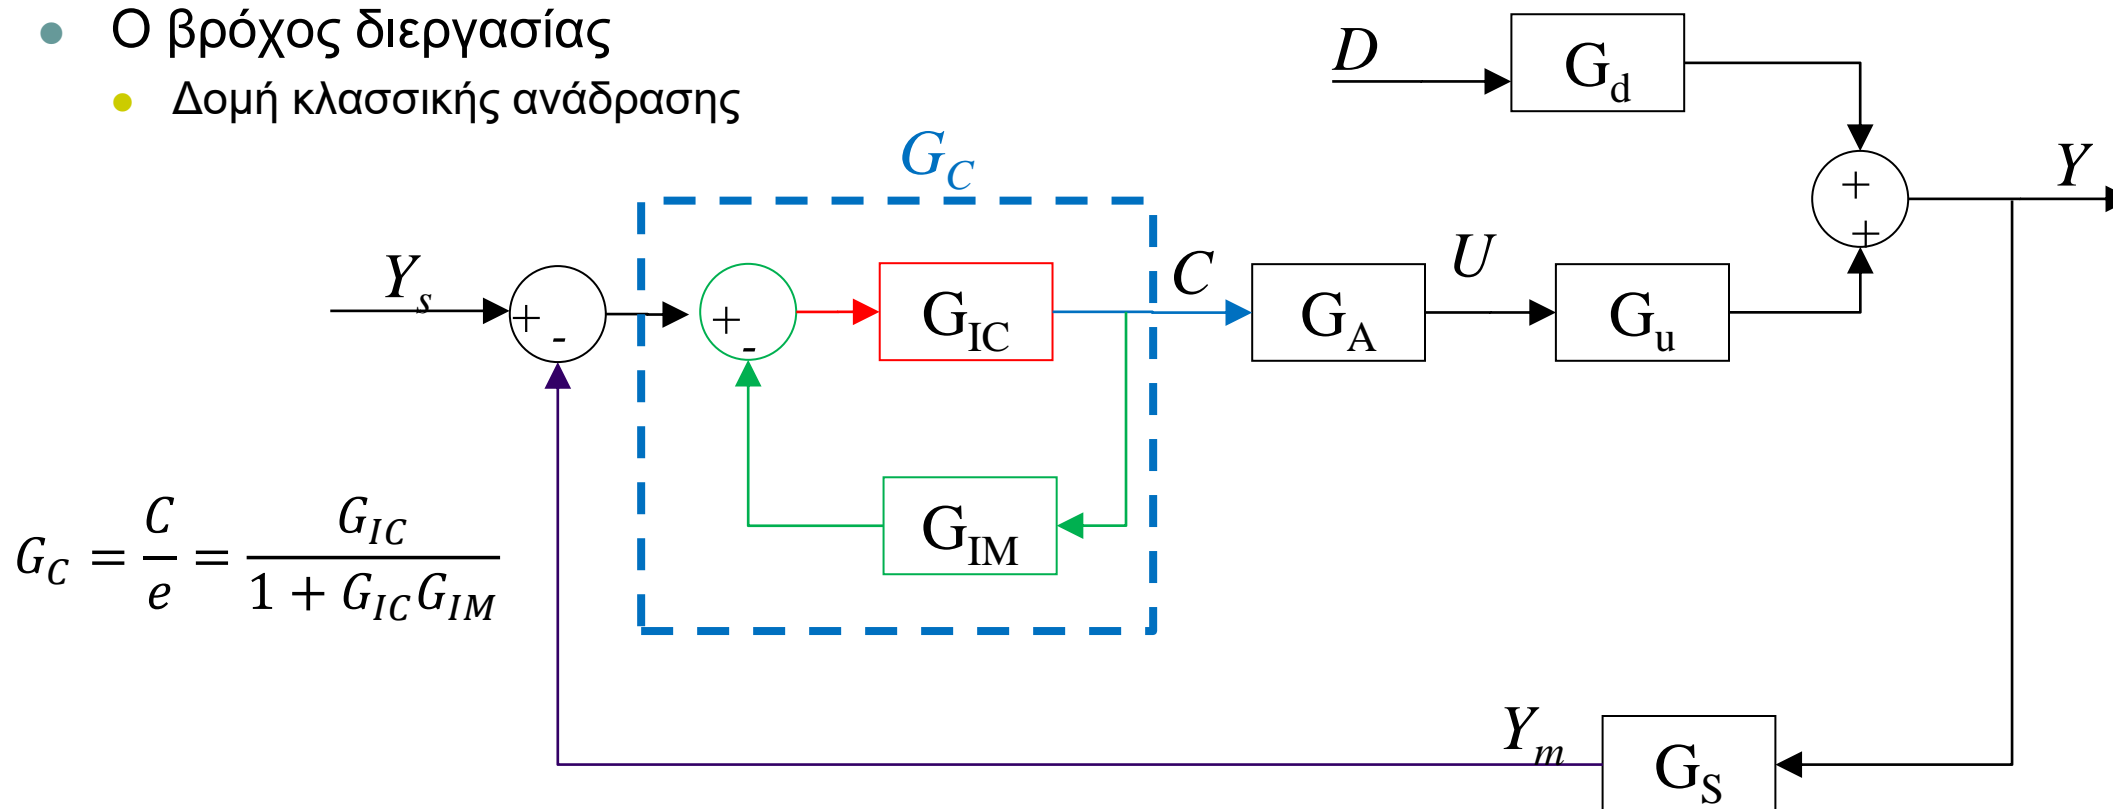 Ο βρόχος διεργασίας
Δομή κλασσικής ανάδρασης
D
G_d
G_C
Y
+
+
Y_s
+
-
+
-
G_IC
C
G_A
U
G_u
G_IM
G_C = C/e = G_IC/(1 + G_IC G_IM)
Y_m
G_S